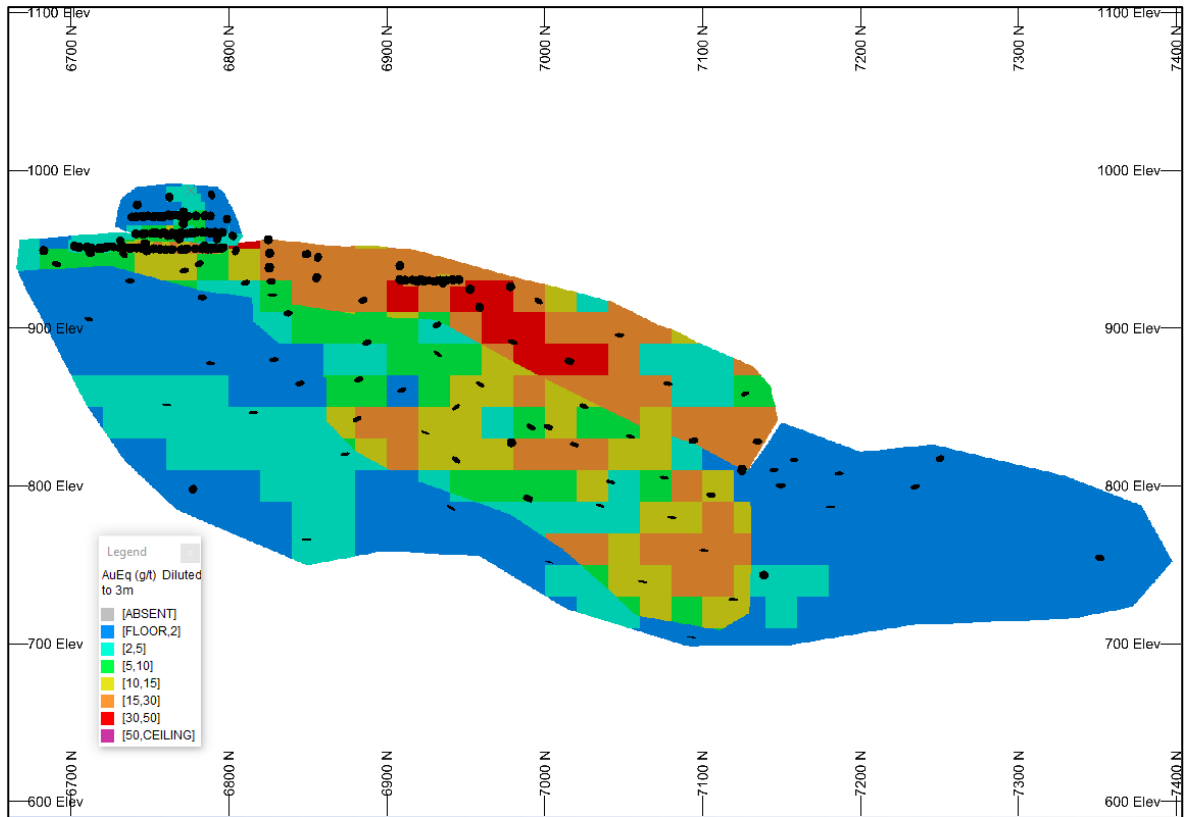 1100 Elev
1100 Elev
6700 N
6800 N
6900 N
7000 N
7100 N
7200 N
7300 N
7400 N
1000 Elev
1000 Elev
900 Elev
900 Elev
800 Elev
800 Elev
700 Elev
700 Elev
Legend
AuEq (g/t) Diluted
to 3m
[ABSENT]
[FLOOR,2]
[2,5]
[5,10]
[10,15]
[15,30]
[30,50]
[50,CEILING]
6700 N
6800 N
6900 N
7000 N
7100 N
7200 N
7300 N
7400 N
600 Elev
600 Elev